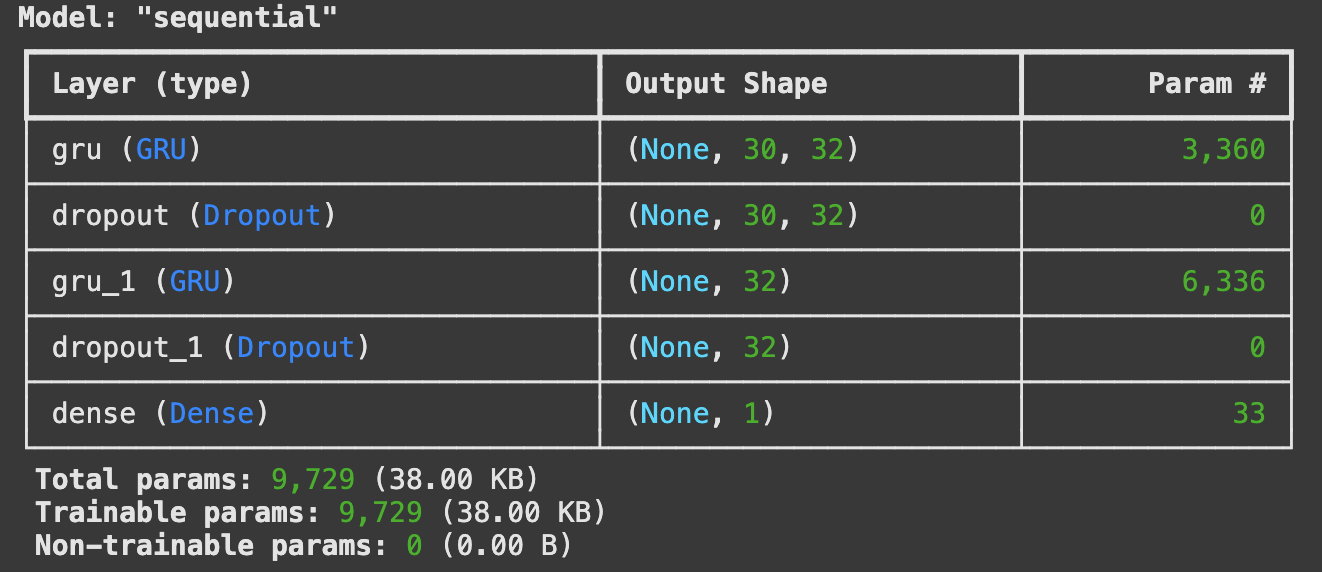 Model: "sequential"
Layer (type) Output Shape Param #
gru (GRU) (None, 30, 32) 3,360
dropout (Dropout) (None, 30, 32) 0
gru_1 (GRU) (None, 32) 6,336
dropout_1 (Dropout) (None, 32) 0
dense (Dense) (None, 1) 33
Total params: 9,729 (38.00 KB)
Trainable params: 9,729 (38.00 KB)
Non-trainable params: 0 (0.00 B)